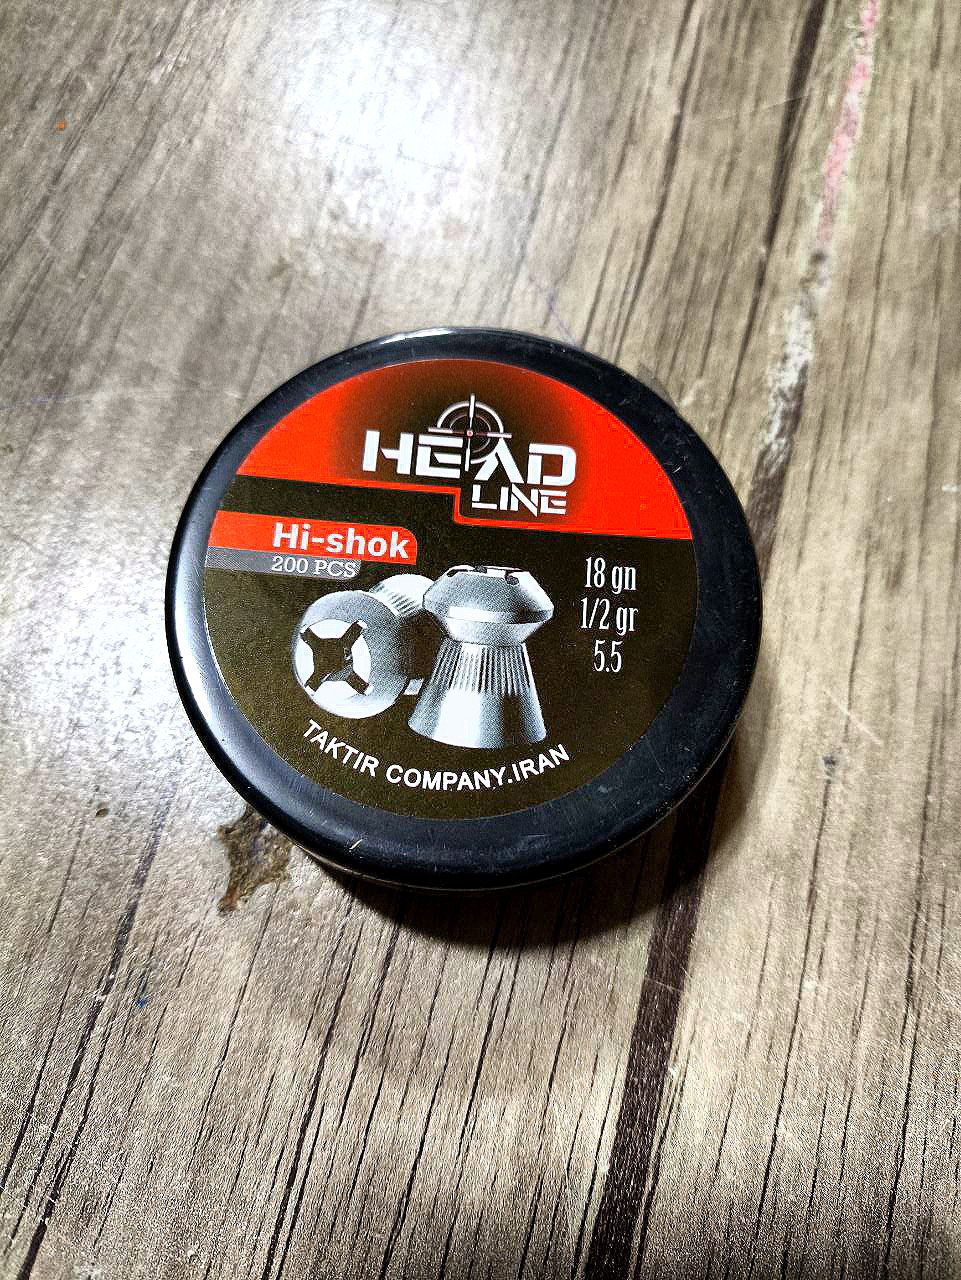 HEAD
LINE
Hi-shok
200 PCS
18 gn
1/2 gr
5.5
TAKTIR COMPANY.IRAN